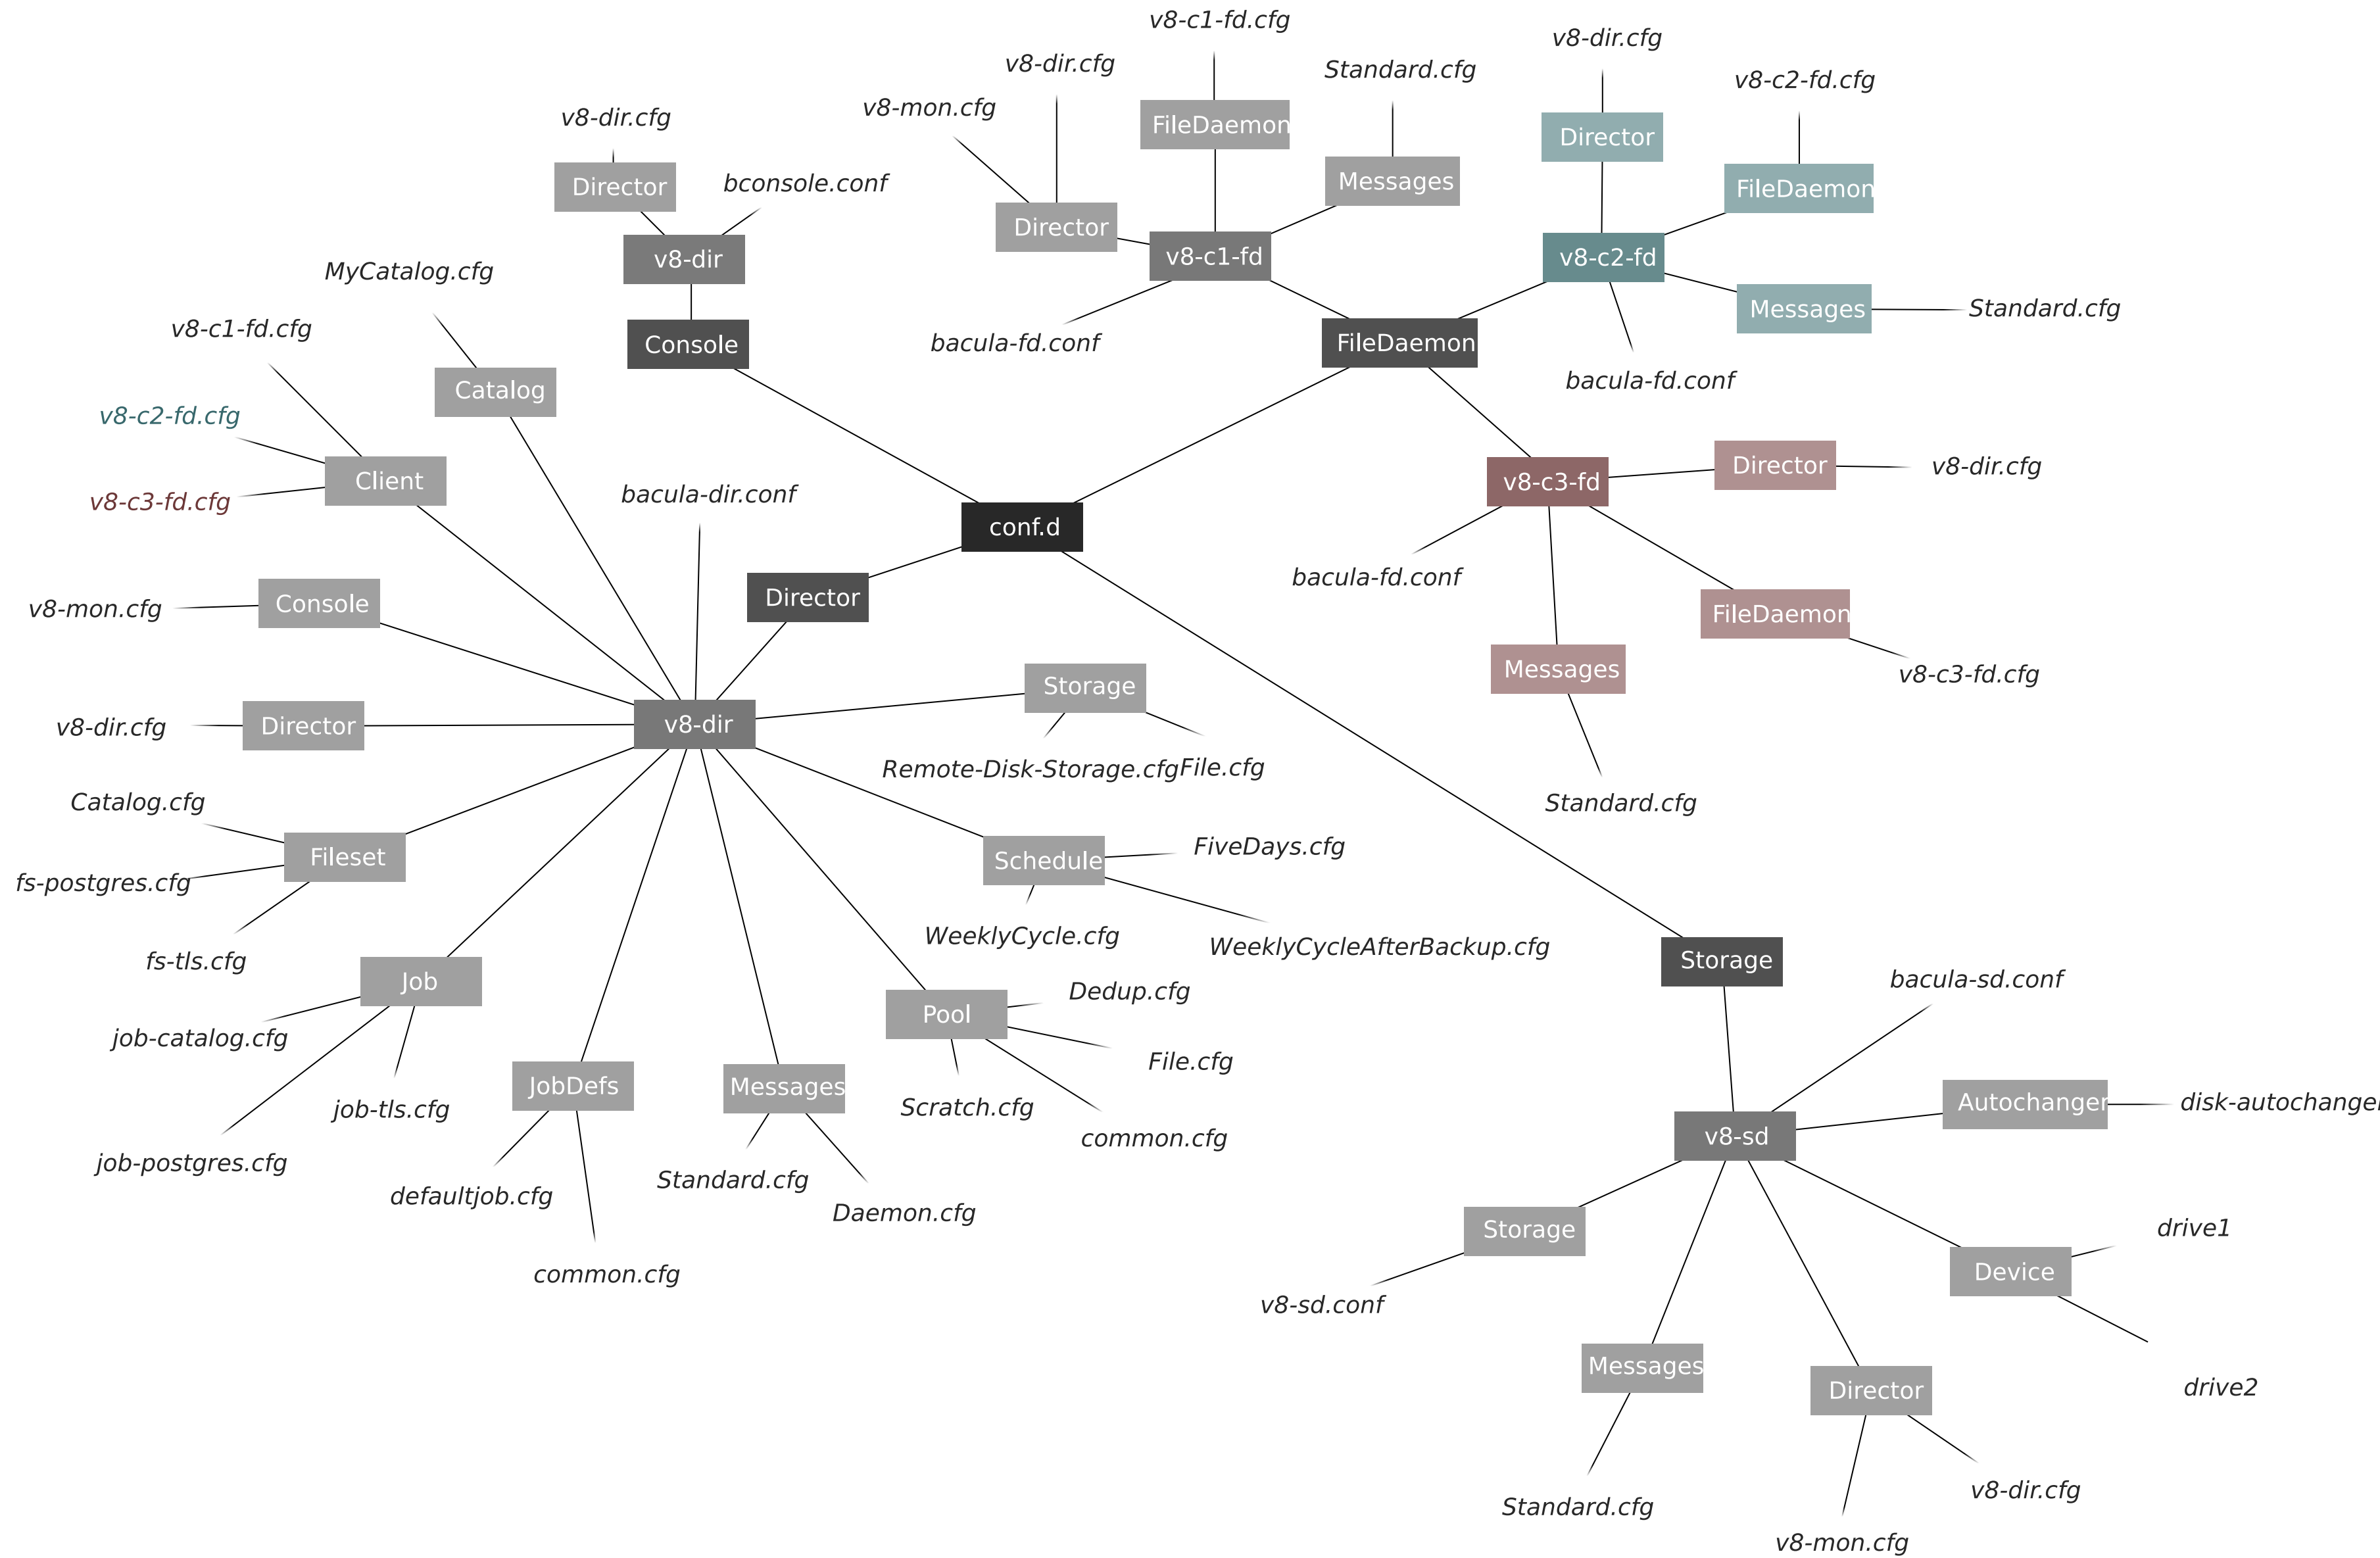 v8-c1-fd.cfg
v8-dir.cfg
v8-dir.cfg
Standard.cfg
v8-c2-fd.cfg
v8-mon.cfg
v8-dir.cfg
FileDaemon
Director
Messages
Director
FileDaemon
bconsole.conf
Director
v8-c1-fd
v8-c2-fd
v8-dir
MyCatalog.cfg
Messages
Standard.cfg
v8-c1-fd.cfg
Console
bacula-fd.conf
FileDaemon
bacula-fd.conf
Catalog
v8-c2-fd.cfg
Client
v8-c3-fd.cfg
bacula-dir.conf
v8-c3-fd
Director
v8-dir.cfg
conf.d
bacula-fd.conf
Director
Console
v8-mon.cfg
FileDaemon
Messages
v8-c3-fd.cfg
Storage
v8-dir
Director
v8-dir.cfg
Remote-Disk-Storage.cfg
File.cfg
Catalog.cfg
Standard.cfg
Fileset
Schedule
FiveDays.cfg
fs-postgres.cfg
WeeklyCycle.cfg
WeeklyCycleAfterBackup.cfg
fs-tls.cfg
Storage
bacula-sd.conf
Job
Dedup.cfg
Pool
job-catalog.cfg
File.cfg
JobDefs
Messages
Scratch.cfg
Autochanger
disk-autochanger
job-tls.cfg
common.cfg
v8-sd
job-postgres.cfg
Standard.cfg
defaultjob.cfg
Daemon.cfg
Storage
drive1
common.cfg
Device
v8-sd.conf
Messages
Director
drive2
Standard.cfg
v8-dir.cfg
v8-mon.cfg